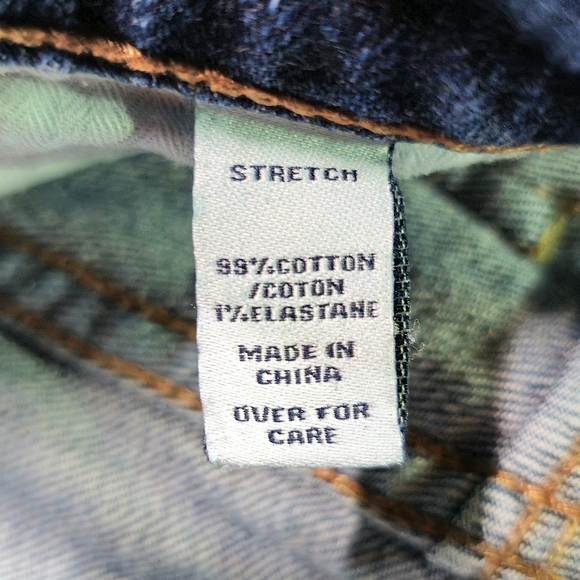 STRETCH
99%COTTON
/COTON
1%ELASTANE
MADE IN
CHINA
OVER FOR
CARE